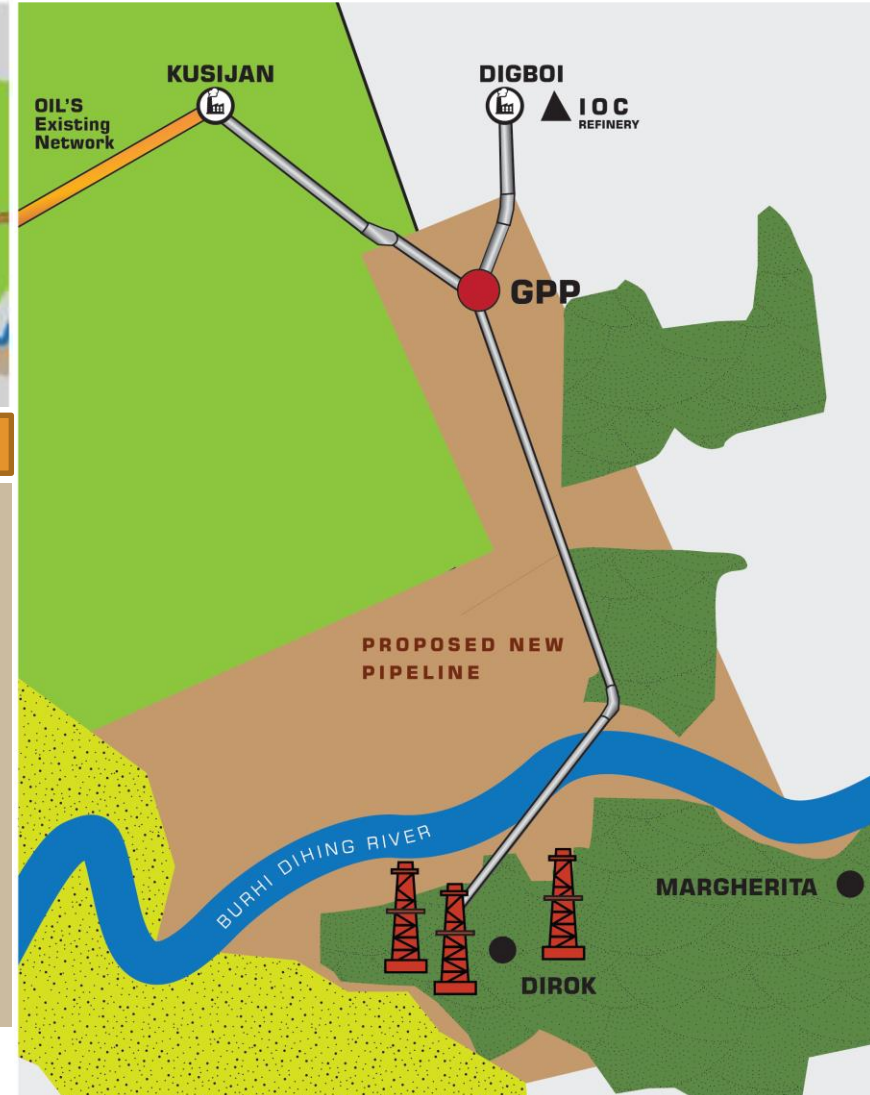 KUSIJAN
DIGBOI
OIL'S
Existing
Network
IOC
REFINERY
GPP
PROPOSED NEW
PIPELINE
BURHI DIHING RIVER
MARGHERITA
DIROK